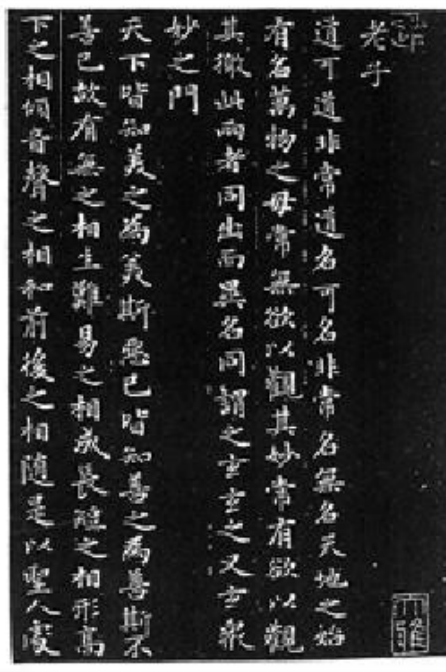 大雅
老子
道可道非常道名可名非常名無名天地之始
有名萬物之母常無欲以觀其妙常有欲以觀
其徼此兩者同出而異名同謂之玄玄之又玄衆
妙之門
天下皆知美之為美斯惡已皆知善之為善斯不
善已故有無之相生難易之相成長短之相形高
下之相傾音聲之相和前後之相隨是以聖人處